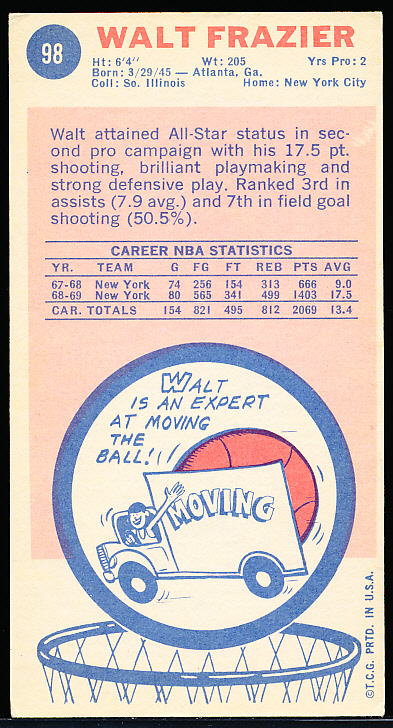 98
WALT FRAZIER
Ht: 6'4" Wt: 205 Yrs Pro: 2
Born: 3/29/45 — Atlanta, Ga.
Coll: So. Illinois Home: New York City
Walt attained All-Star status in sec-
ond pro campaign with his 17.5 pt.
shooting, brilliant playmaking and
strong defensive play. Ranked 3rd in
assists (7.9 avg.) and 7th in field goal
shooting (50.5%).
CAREER NBA STATISTICS
YR. TEAM G FG FT REB PTS AVG
67-68 New York 74 256 154 313 666 9.0
68-69 New York 80 565 341 499 1403 17.5
CAR. TOTALS 154 821 495 812 2069 13.4
WALT
IS AN EXPERT
AT MOVING
THE
BALL!
MOVING
©T.C.G. PRTD. IN U.S.A.